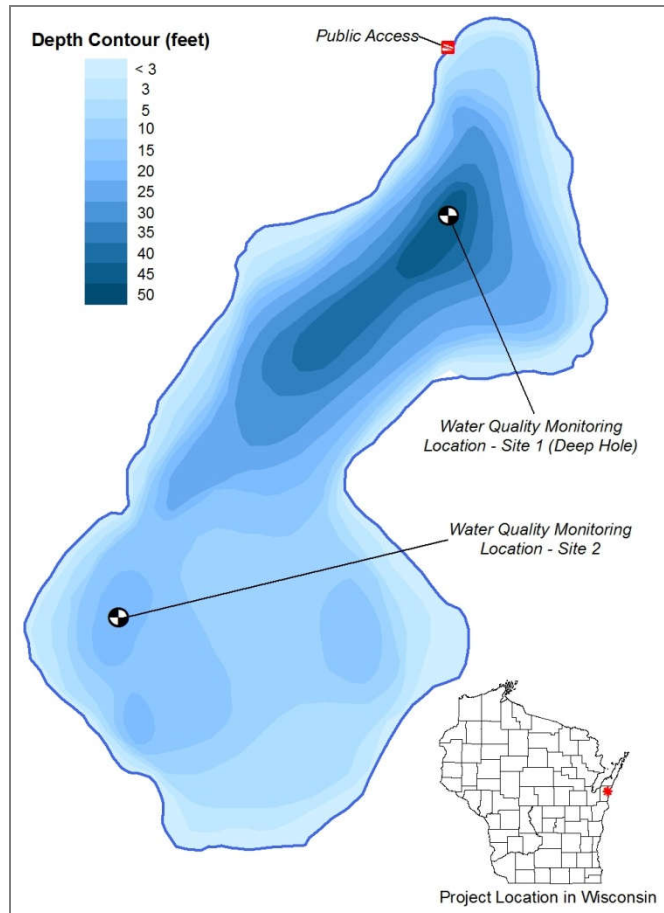 Depth Contour (feet)
< 3
3
5
10
15
20
25
30
35
40
45
50
Public Access
Water Quality Monitoring
Location - Site 1 (Deep Hole)
Water Quality Monitoring
Location - Site 2
Project Location in Wisconsin